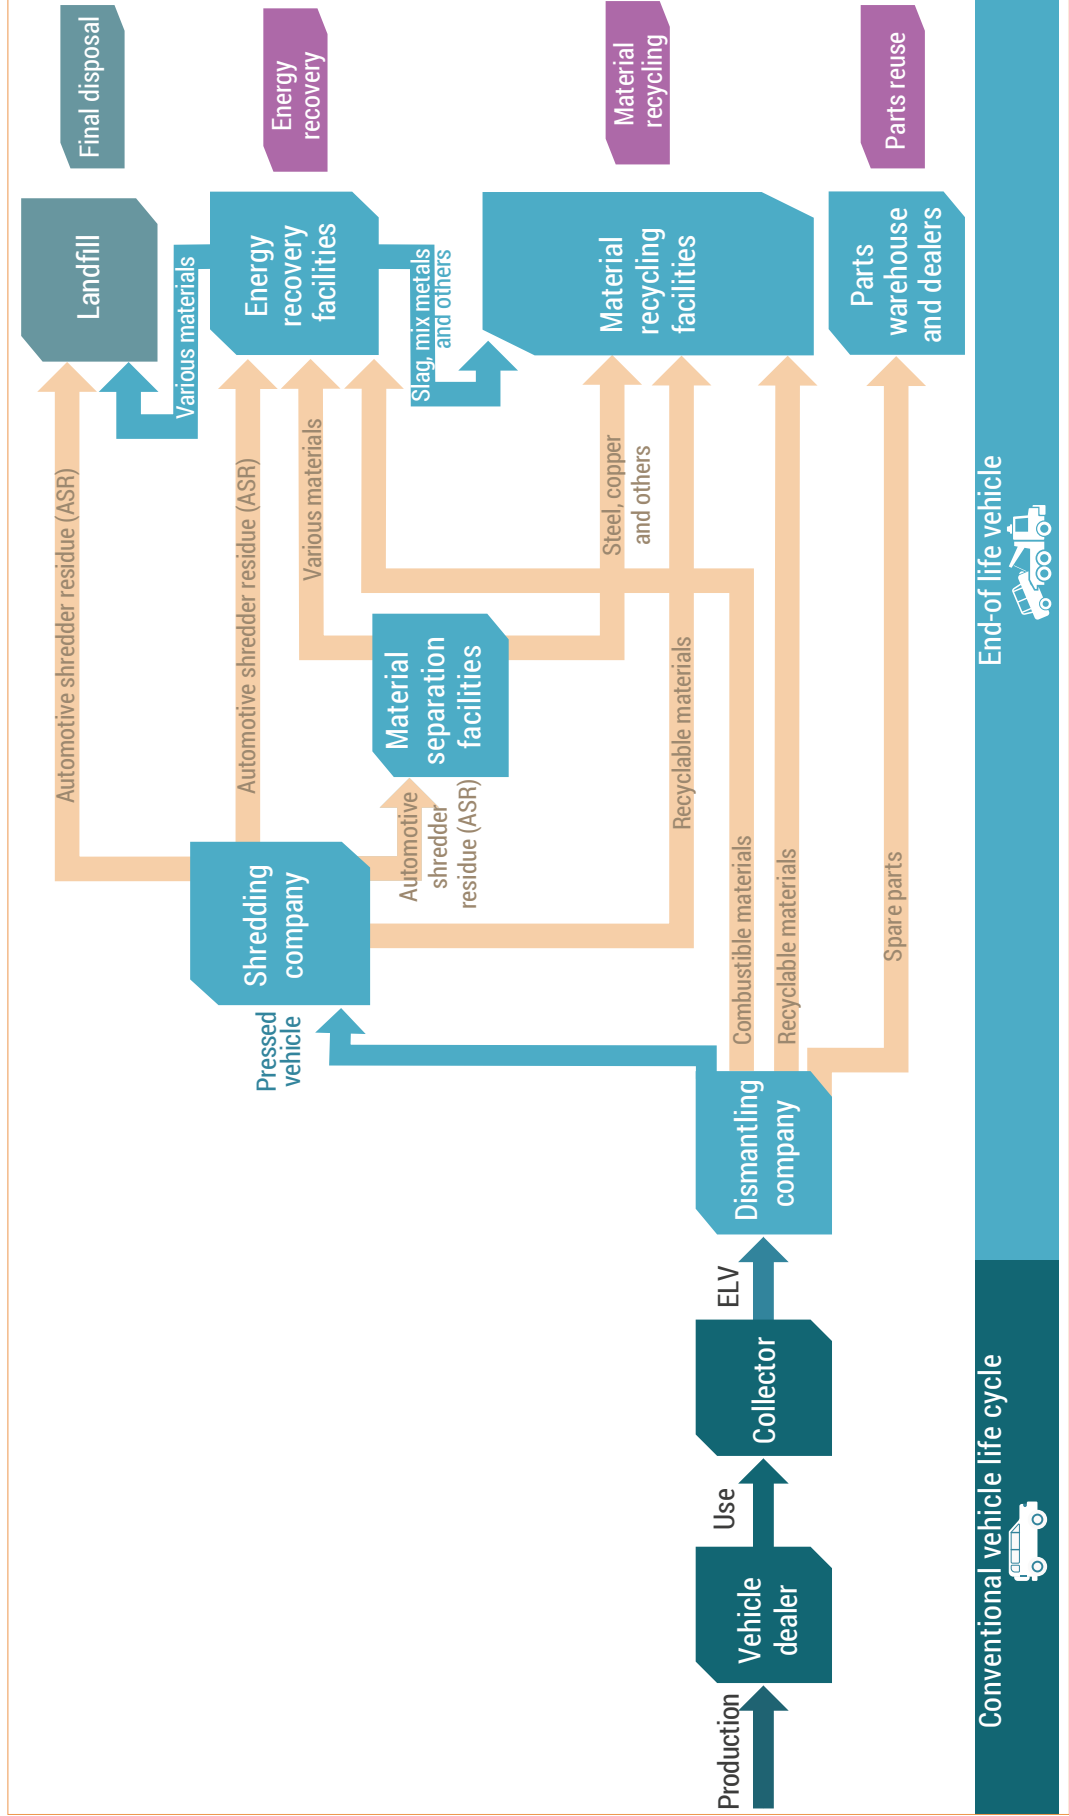 Landfill
Final disposal
Automotive shredder residue (ASR)
Various materials
Energy
recovery
facilities
Energy
recovery
Automotive shredder residue (ASR)
Various materials
Slag, mix metals
and others
Shredding
company
Pressed
vehicle
Material
separation
facilities
Automotive
shredder
residue (ASR)
Steel, copper
and others
Material
recycling
facilities
Material
recycling
Recyclable materials
Production
Vehicle
dealer
Use
Collector
ELV
Dismantling
company
Combustible materials
Recyclable materials
Spare parts
Parts
warehouse
and dealers
Parts reuse
Conventional vehicle life cycle
End-of life vehicle